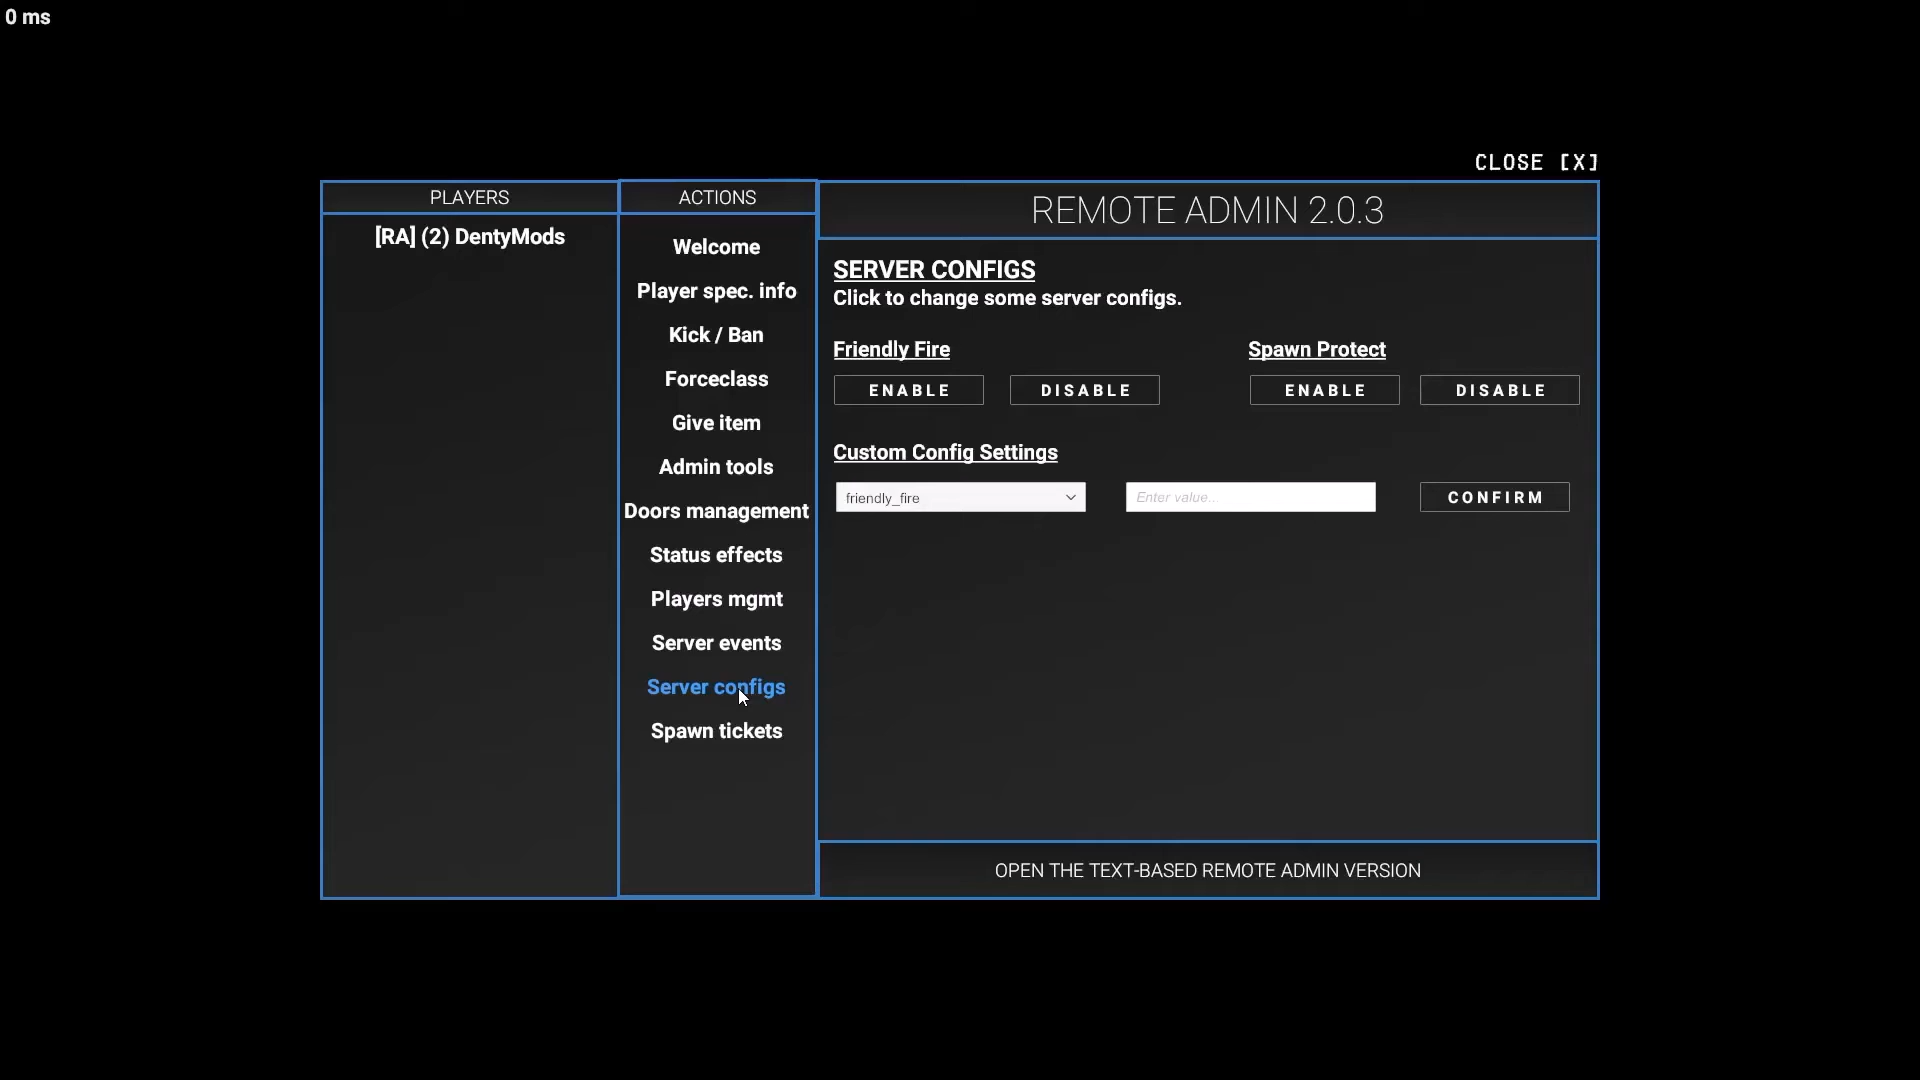 0 ms
CLOSE [X]
PLAYERS
[RA] (2) DentyMods
ACTIONS
Welcome
Player spec. info
Kick / Ban
Forceclass
Give item
Admin tools
Doors management
Status effects
Players mgmt
Server events
Server configs
Spawn tickets
REMOTE ADMIN 2.0.3
SERVER CONFIGS
Click to change some server configs.
Friendly Fire
ENABLE DISABLE
Spawn Protect
ENABLE DISABLE
Custom Config Settings
friendly_fire Enter value... CONFIRM
OPEN THE TEXT-BASED REMOTE ADMIN VERSION